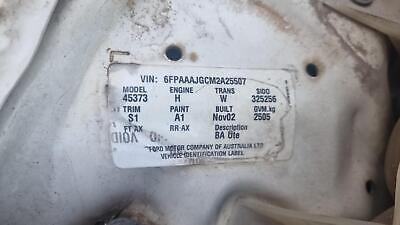 VIN: 6FPAAAJGCM2A25507
MODEL ENGINE TRANS SIDO
45373 H W 325256
TRIM PAINT BUILT GVM.kg
S1 A1 Nov02 2505
FT AX RR AX Description
VOID BA Ute
FORD MOTOR COMPANY OF AUSTRALIA LTD
VEHICLE IDENTIFICATION LABEL